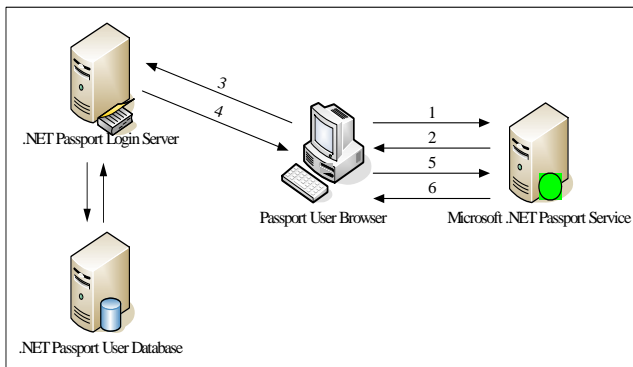 3
4
1
2
5
6
.NET Passport Login Server
Passport User Browser
Microsoft .NET Passport Service
.NET Passport User Database